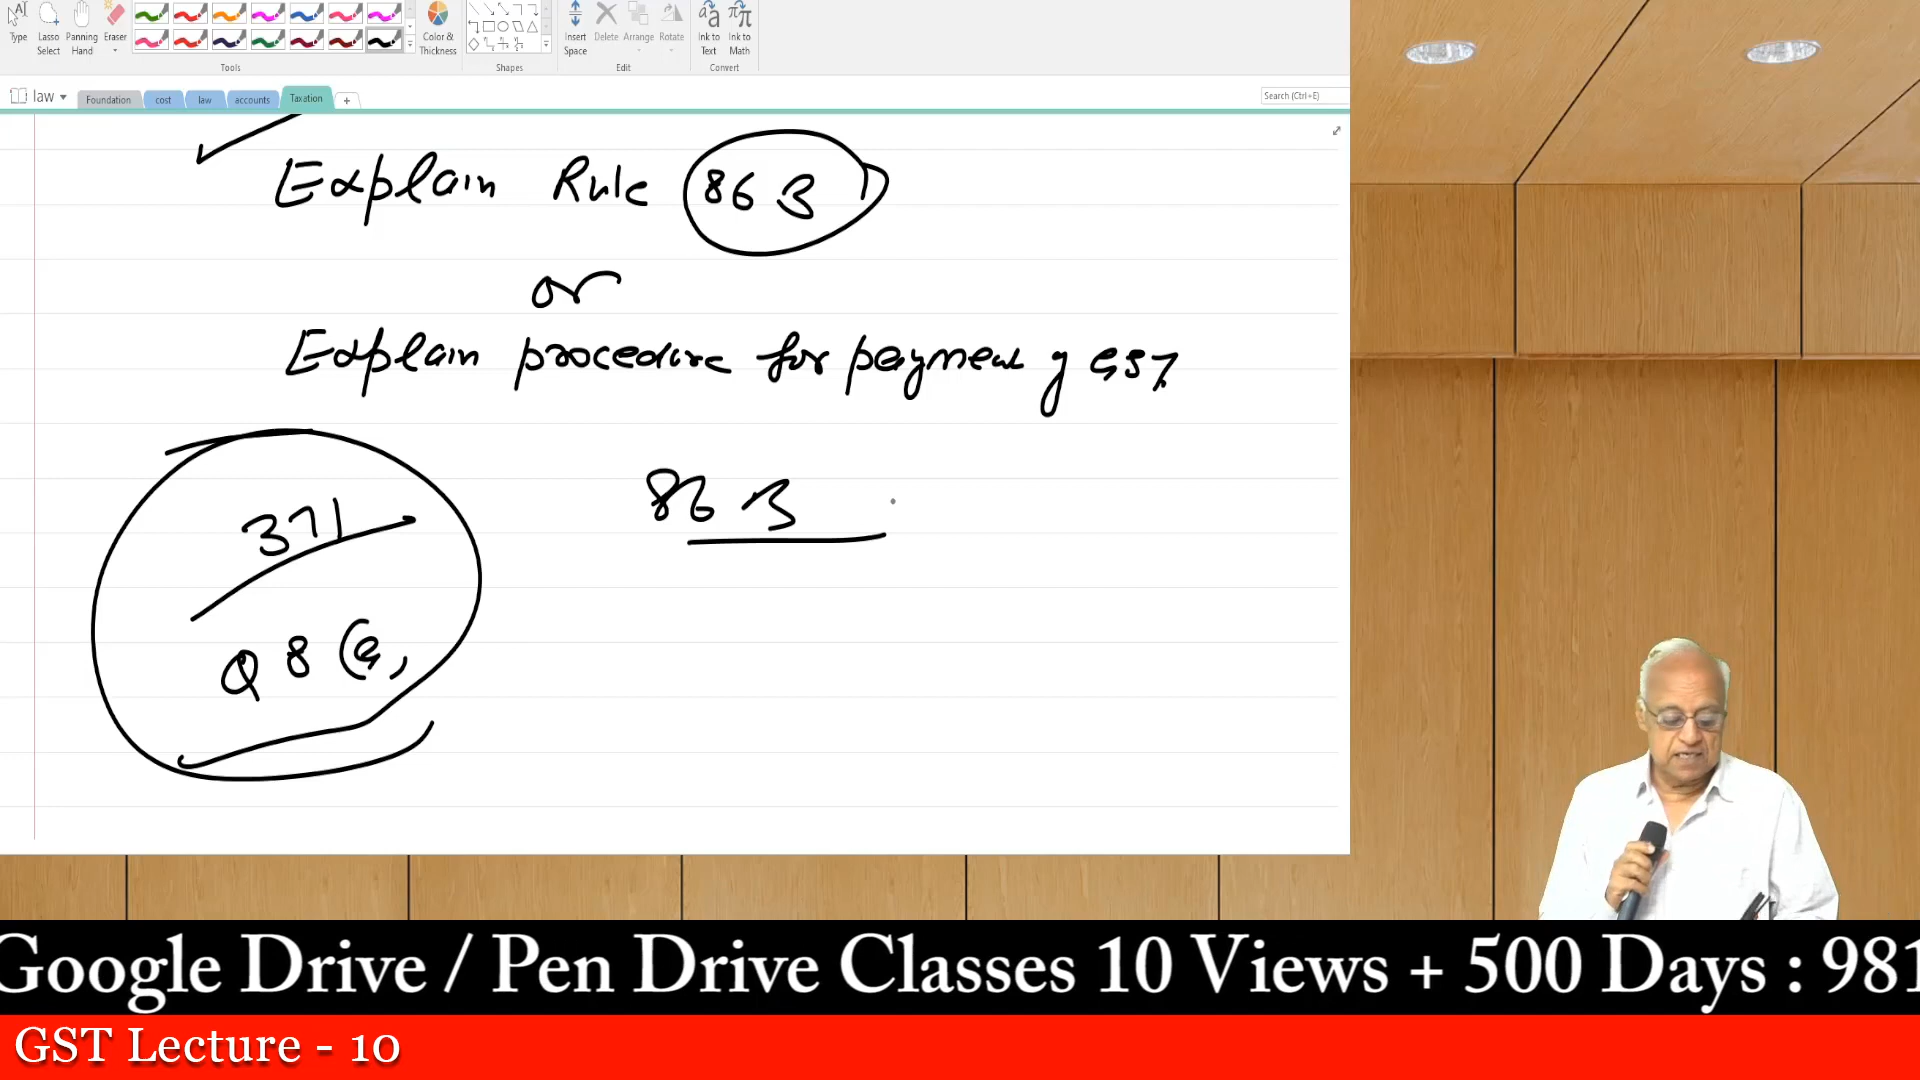 Type
Lasso Select
Panning Hand
Eraser
Color & Thickness
Insert Space
Delete
Arrange
Rotate
Ink to Text
Ink to Math
Tools
Shapes
Edit
Convert
law
Foundation
cost
law
accounts
Taxation
Search (Ctrl+E)
Explain Rule 86 B
or
Explain procedure for payment of GST
371
86 B
Q 8 (a)
Google Drive / Pen Drive Classes 10 Views + 500 Days : 981
GST Lecture - 10